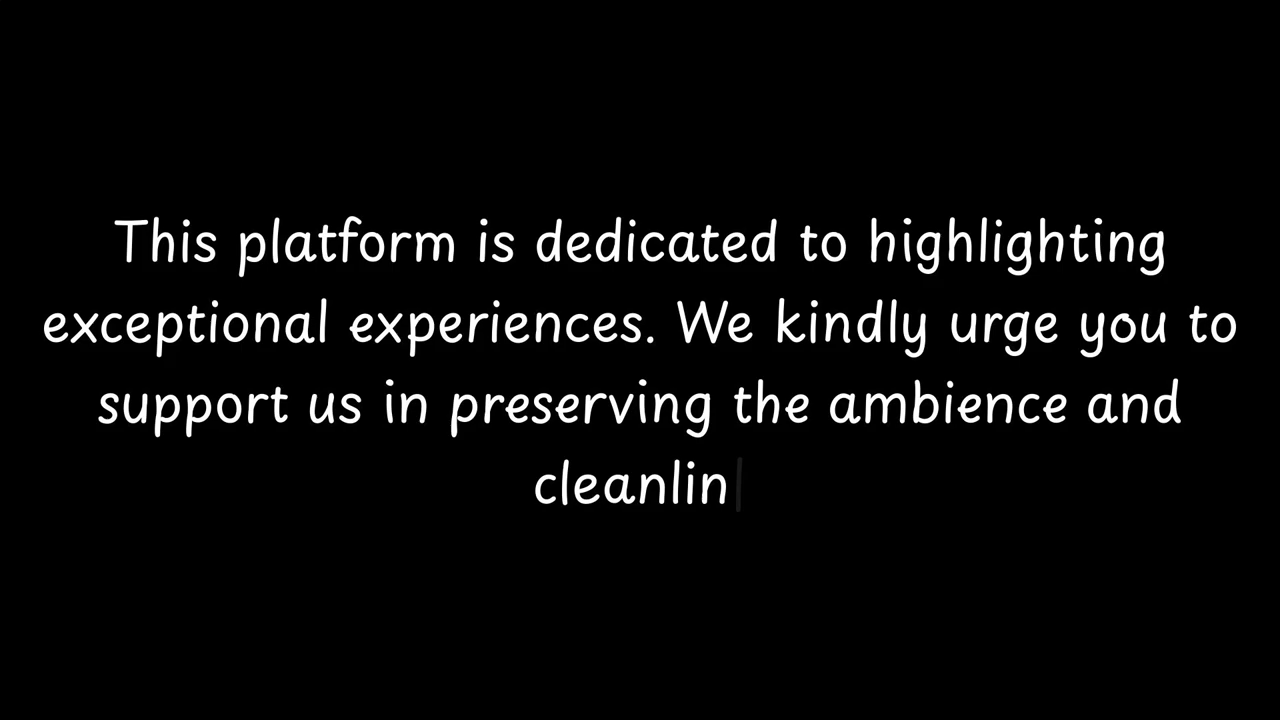 This platform is dedicated to highlighting
exceptional experiences. We kindly urge you to
support us in preserving the ambience and
cleanlin